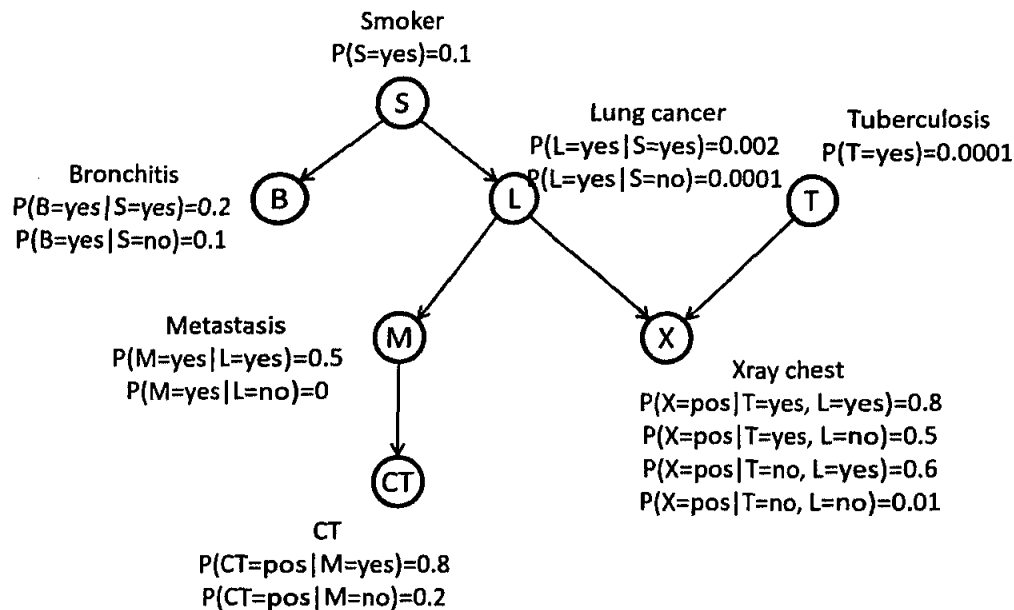 Smoker
P(S=yes)=0.1
S
Lung cancer
P(L=yes|S=yes)=0.002
P(L=yes|S=no)=0.0001
Tuberculosis
P(T=yes)=0.0001
Bronchitis
P(B=yes|S=yes)=0.2
P(B=yes|S=no)=0.1
B
L
T
Metastasis
P(M=yes|L=yes)=0.5
P(M=yes|L=no)=0
M
X
Xray chest
P(X=pos|T=yes, L=yes)=0.8
P(X=pos|T=yes, L=no)=0.5
P(X=pos|T=no, L=yes)=0.6
P(X=pos|T=no, L=no)=0.01
CT
CT
P(CT=pos|M=yes)=0.8
P(CT=pos|M=no)=0.2